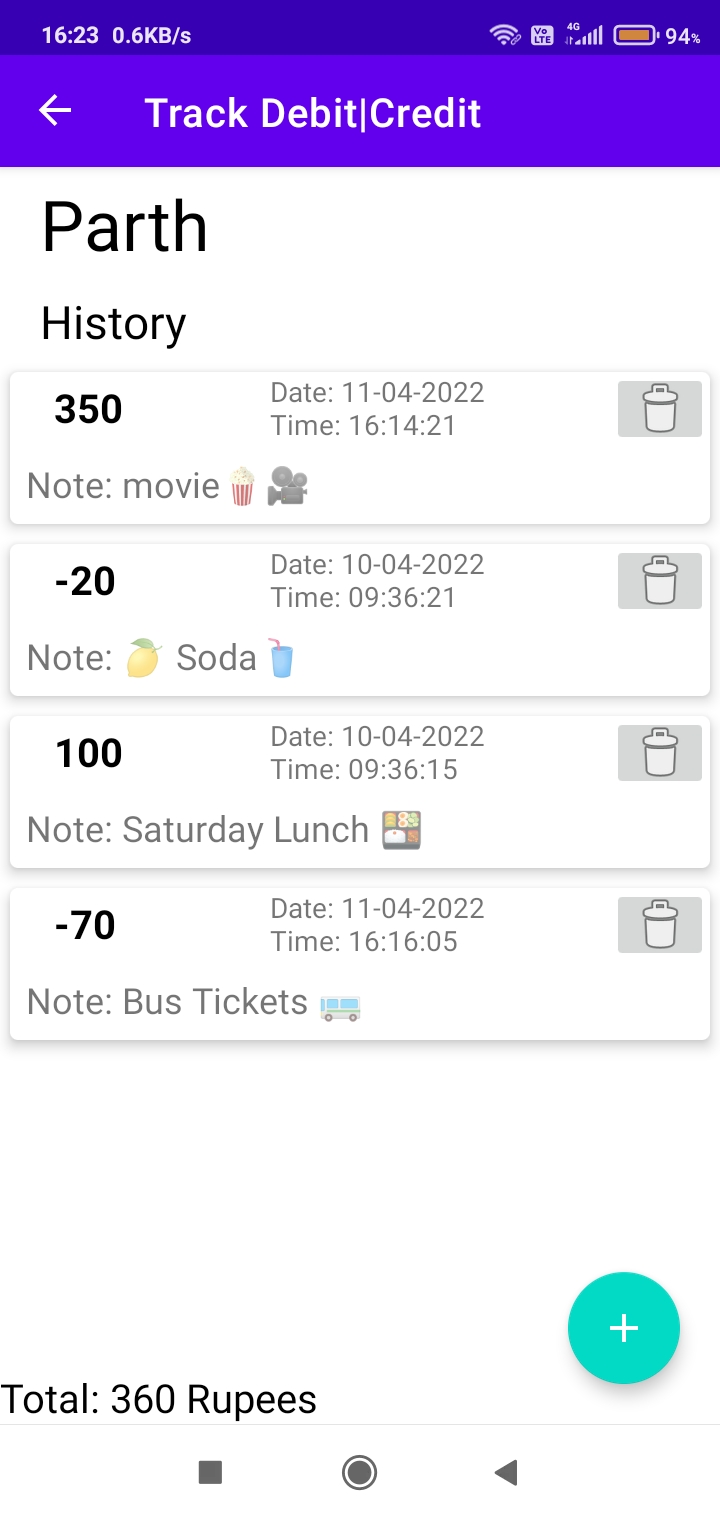 16:23 0.6KB/s Vo LTE 4G 94%
Track Debit|Credit
Parth
History
350
Date: 11-04-2022
Time: 16:14:21
Note: movie🍿🎥
-20
Date: 10-04-2022
Time: 09:36:21
Note: 🍋 Soda🥤
100
Date: 10-04-2022
Time: 09:36:15
Note: Saturday Lunch 🍱
-70
Date: 11-04-2022
Time: 16:16:05
Note: Bus Tickets 🚌
+
Total: 360 Rupees